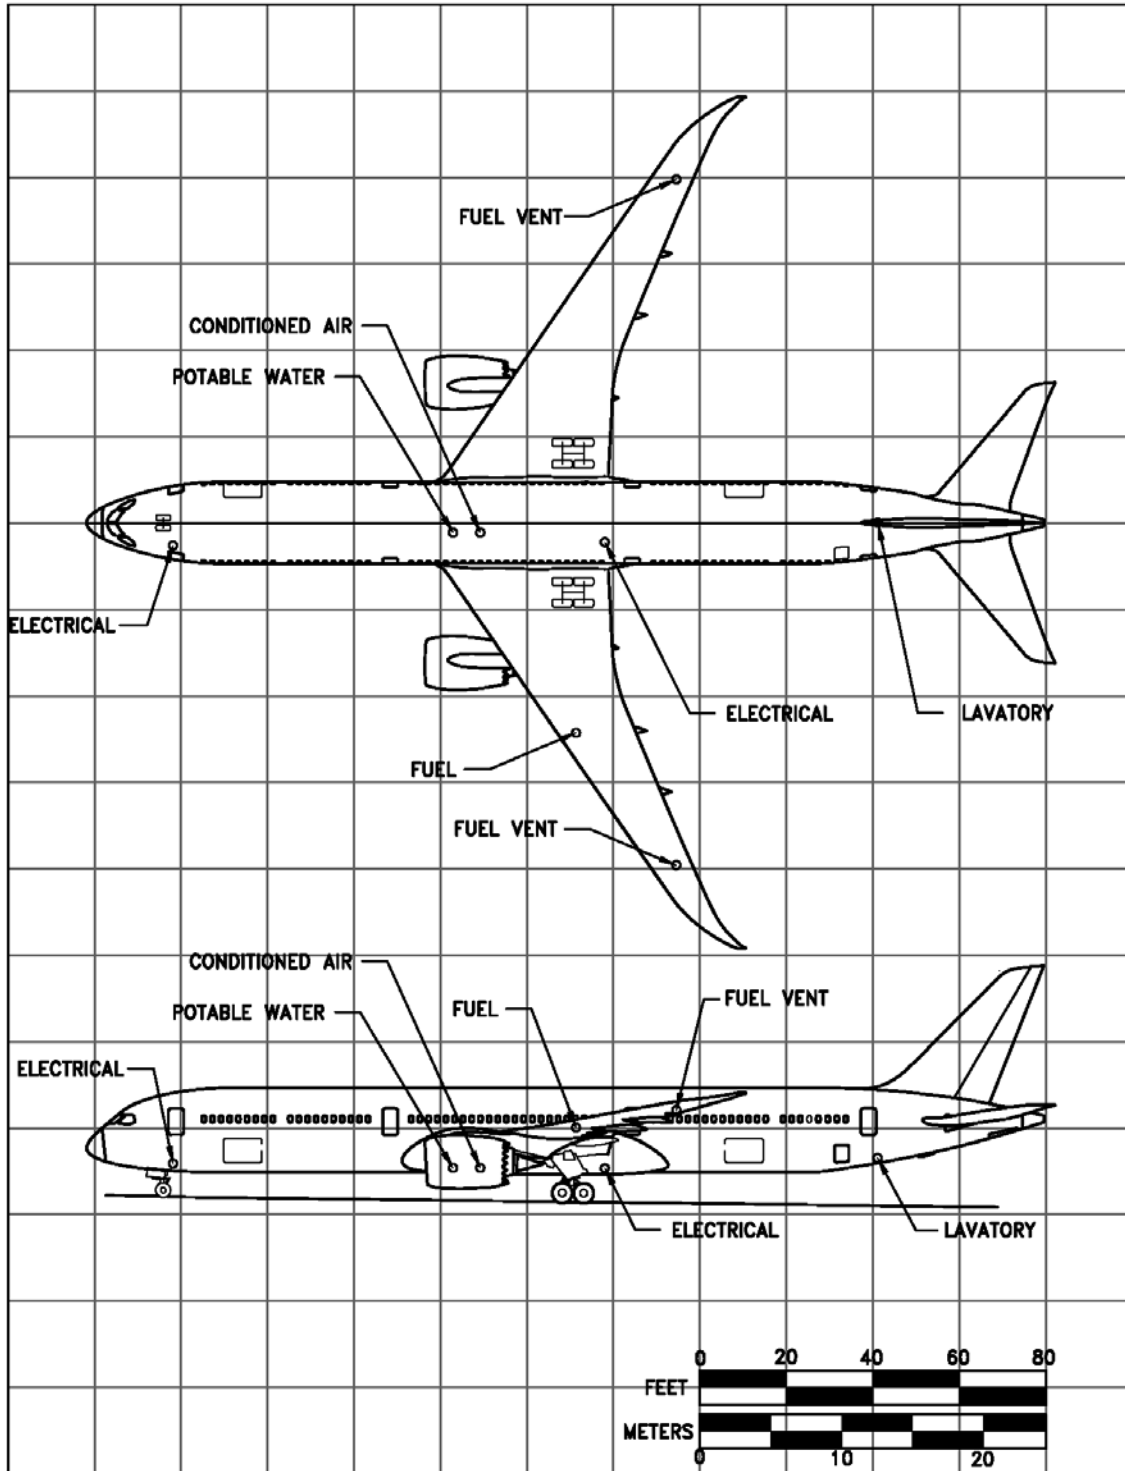 FUEL VENT
CONDITIONED AIR
POTABLE WATER
ELECTRICAL
ELECTRICAL
LAVATORY
FUEL
FUEL VENT
CONDITIONED AIR
POTABLE WATER
FUEL
FUEL VENT
ELECTRICAL
ELECTRICAL
LAVATORY
0 20 40 60 80
FEET
METERS
0 10 20